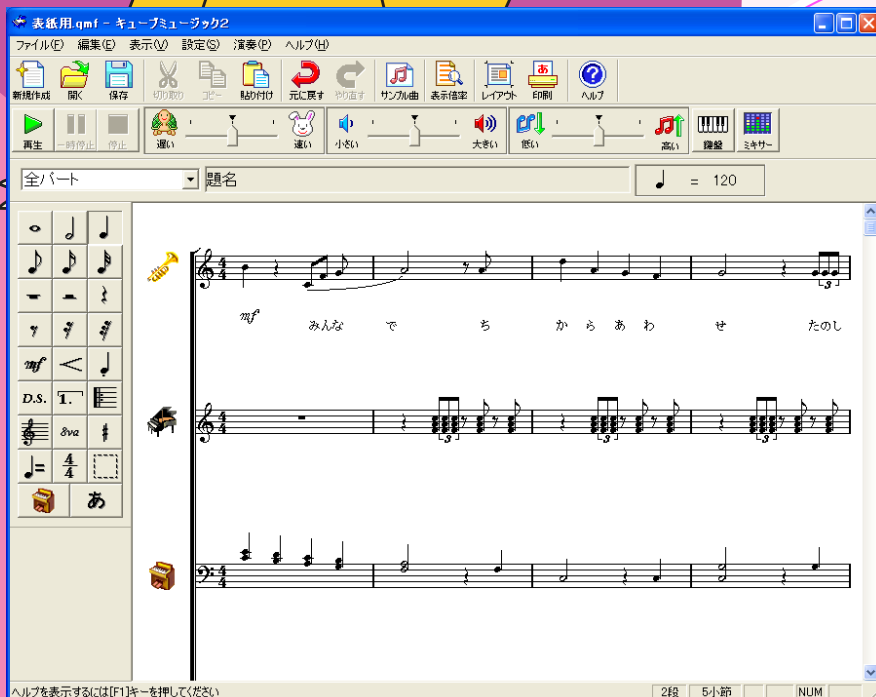 表紙用.qmf - キューブミュージック2
ファイル(F) 編集(E) 表示(V) 設定(S) 演奏(P) ヘルプ(H)
新規作成 開く 保存 切り取り コピー 貼り付け 元に戻す やり直す サンプル曲 表示倍率 レイアウト 印刷 ヘルプ
再生 一時停止 停止 遅い 速い 小さい 大きい 低い 高い 鍵盤 ミキサー
全パート 題名 = 120
mf みんな で ち か ら あ わ せ たのし
3
3 3 3
mf
D.S. 1.
8va
4
4
あ
ヘルプを表示するには[F1]キーを押してください 2段 5小節 NUM